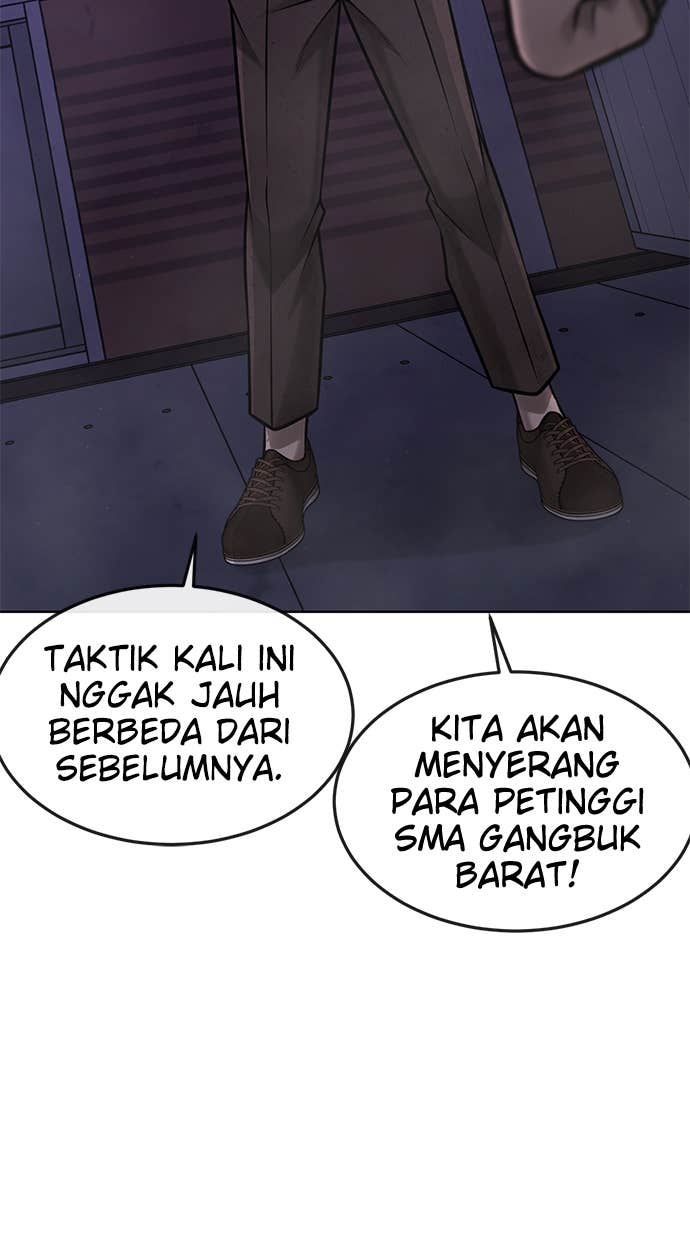 TAKTIK KALI INI
NGGAK JAUH
BERBEDA DARI
SEBELUMNYA.
KITA AKAN
MENYERANG
PARA PETINGGI
SMA GANGBUK
BARAT!